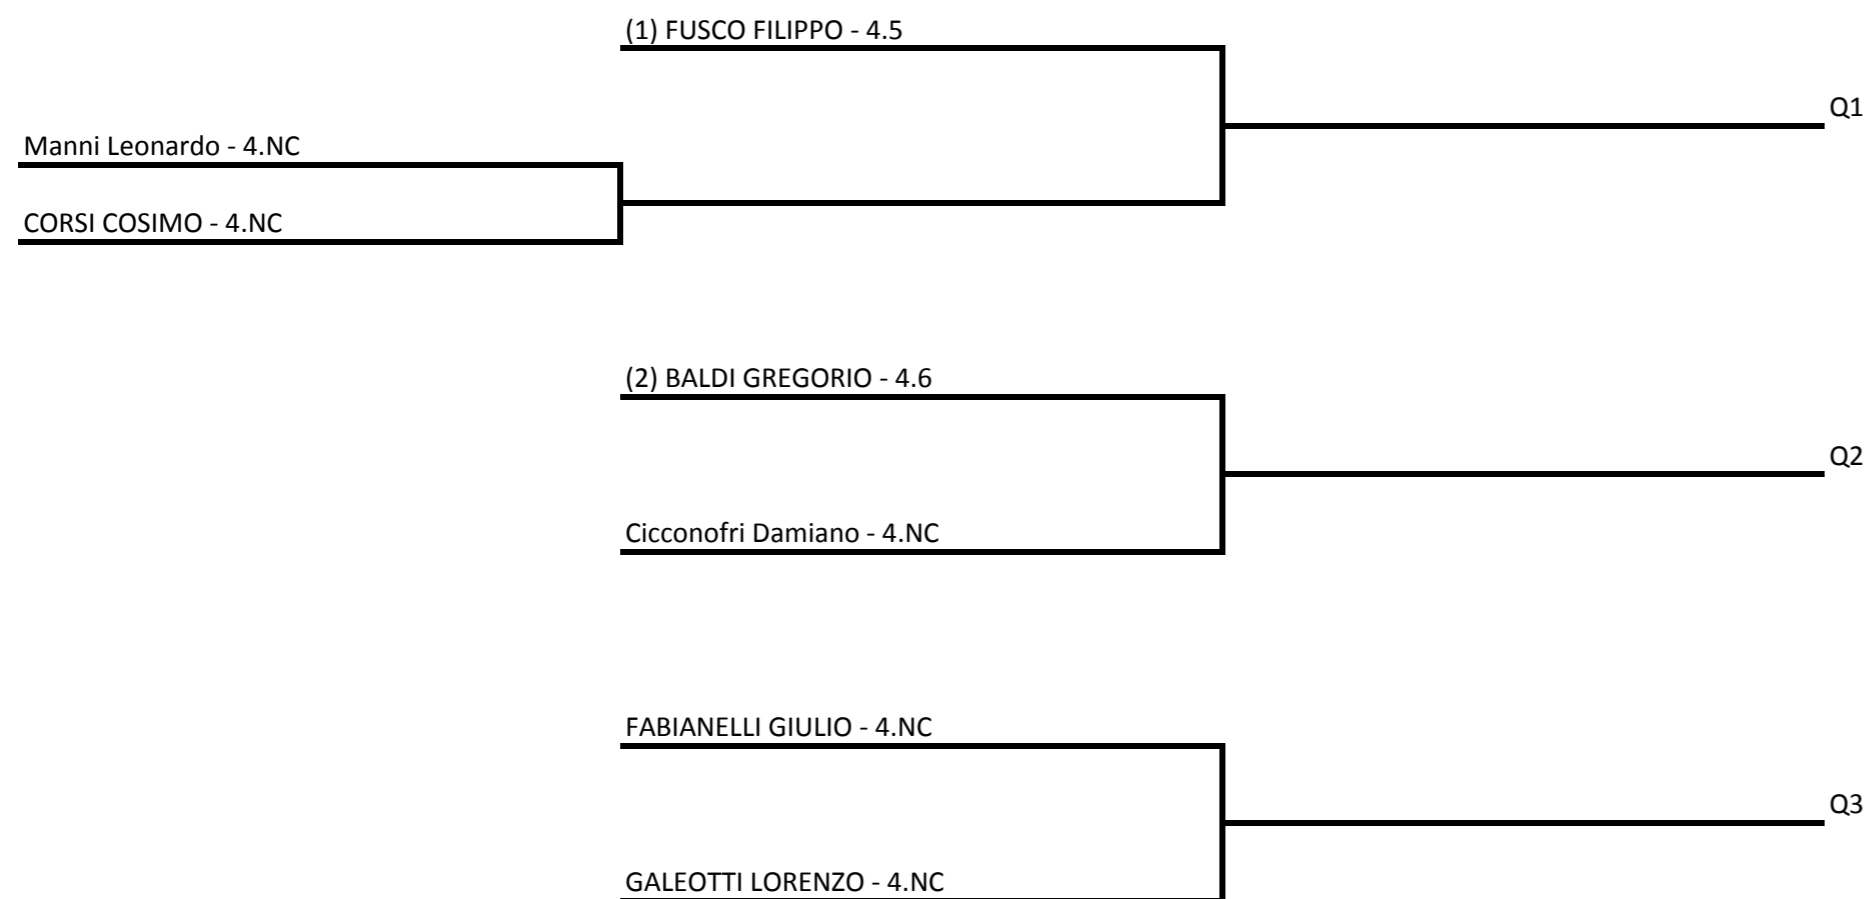 (1) FUSCO FILIPPO - 4.5
Q1
Manni Leonardo - 4.NC
CORSI COSIMO - 4.NC
(2) BALDI GREGORIO - 4.6
Q2
Cicconofri Damiano - 4.NC
FABIANELLI GIULIO - 4.NC
Q3
GALEOTTI LORENZO - 4.NC